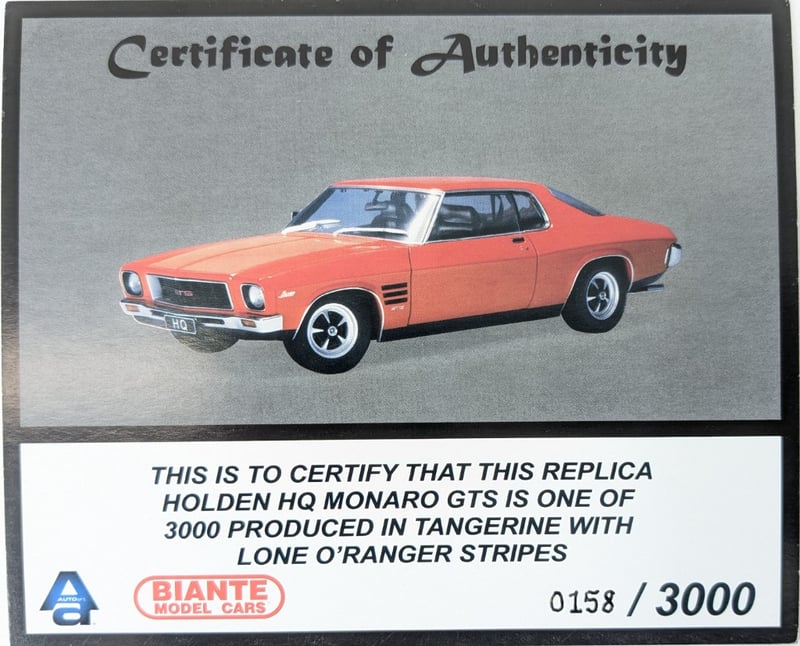 Certificate of Authenticity
GTS
HQ
THIS IS TO CERTIFY THAT THIS REPLICA
HOLDEN HQ MONARO GTS IS ONE OF
3000 PRODUCED IN TANGERINE WITH
LONE O'RANGER STRIPES
AUTOart
BIANTE
MODEL CARS
0158 / 3000